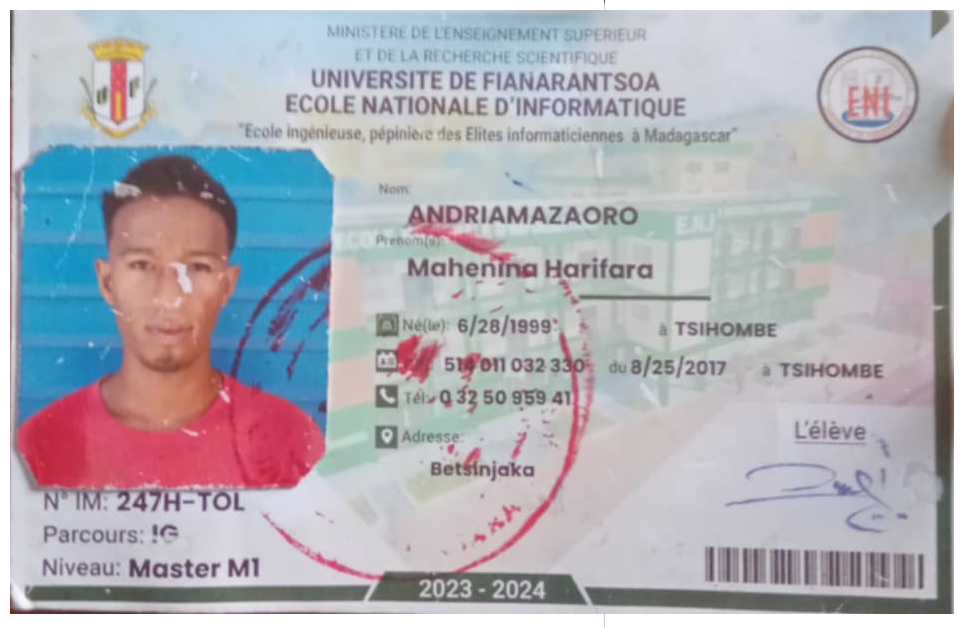 MINISTERE DE L'ENSEIGNEMENT SUPERIEUR
ET DE LA RECHERCHE SCIENTIFIQUE
UNIVERSITE DE FIANARANTSOA
ECOLE NATIONALE D'INFORMATIQUE
"Ecole ingénieuse, pépinière des Elites informaticiennes à Madagascar"
ENI
Nom:
ANDRIAMAZAORO
Prenom(s):
Mahenina Harifara
Né(le): 6/28/1999 à TSIHOMBE
514 011 032 330 du 8/25/2017 à TSIHOMBE
Tél: 0 32 50 959 41
Adresse:
Betsinjaka
L'élève
N° IM: 247H-TOL
Parcours: IG
Niveau: Master M1
2023 - 2024